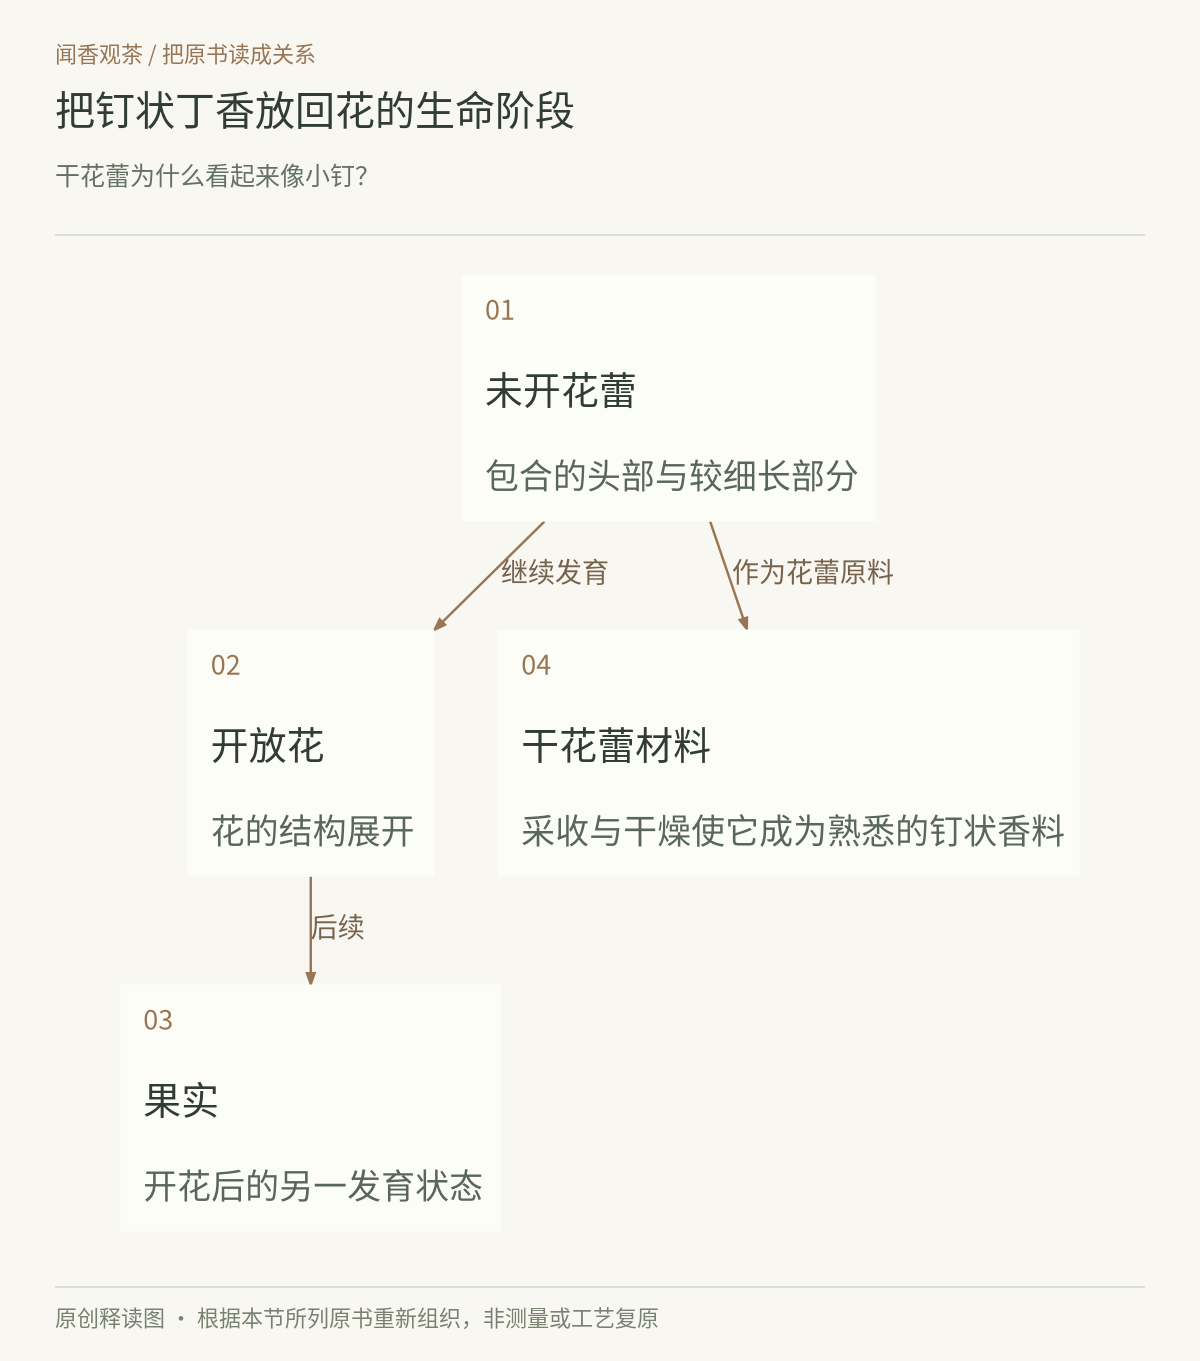 闻香观茶 / 把原书读成关系
把钉状丁香放回花的生命阶段
干花蕾为什么看起来像小钉？
01
未开花蕾
包合的头部与较细长部分
继续发育
作为花蕾原料
02
开放花
花的结构展开
04
干花蕾材料
采收与干燥使它成为熟悉的钉状香料
后续
03
果实
开花后的另一发育状态
原创释读图 · 根据本节所列原书重新组织，非测量或工艺复原